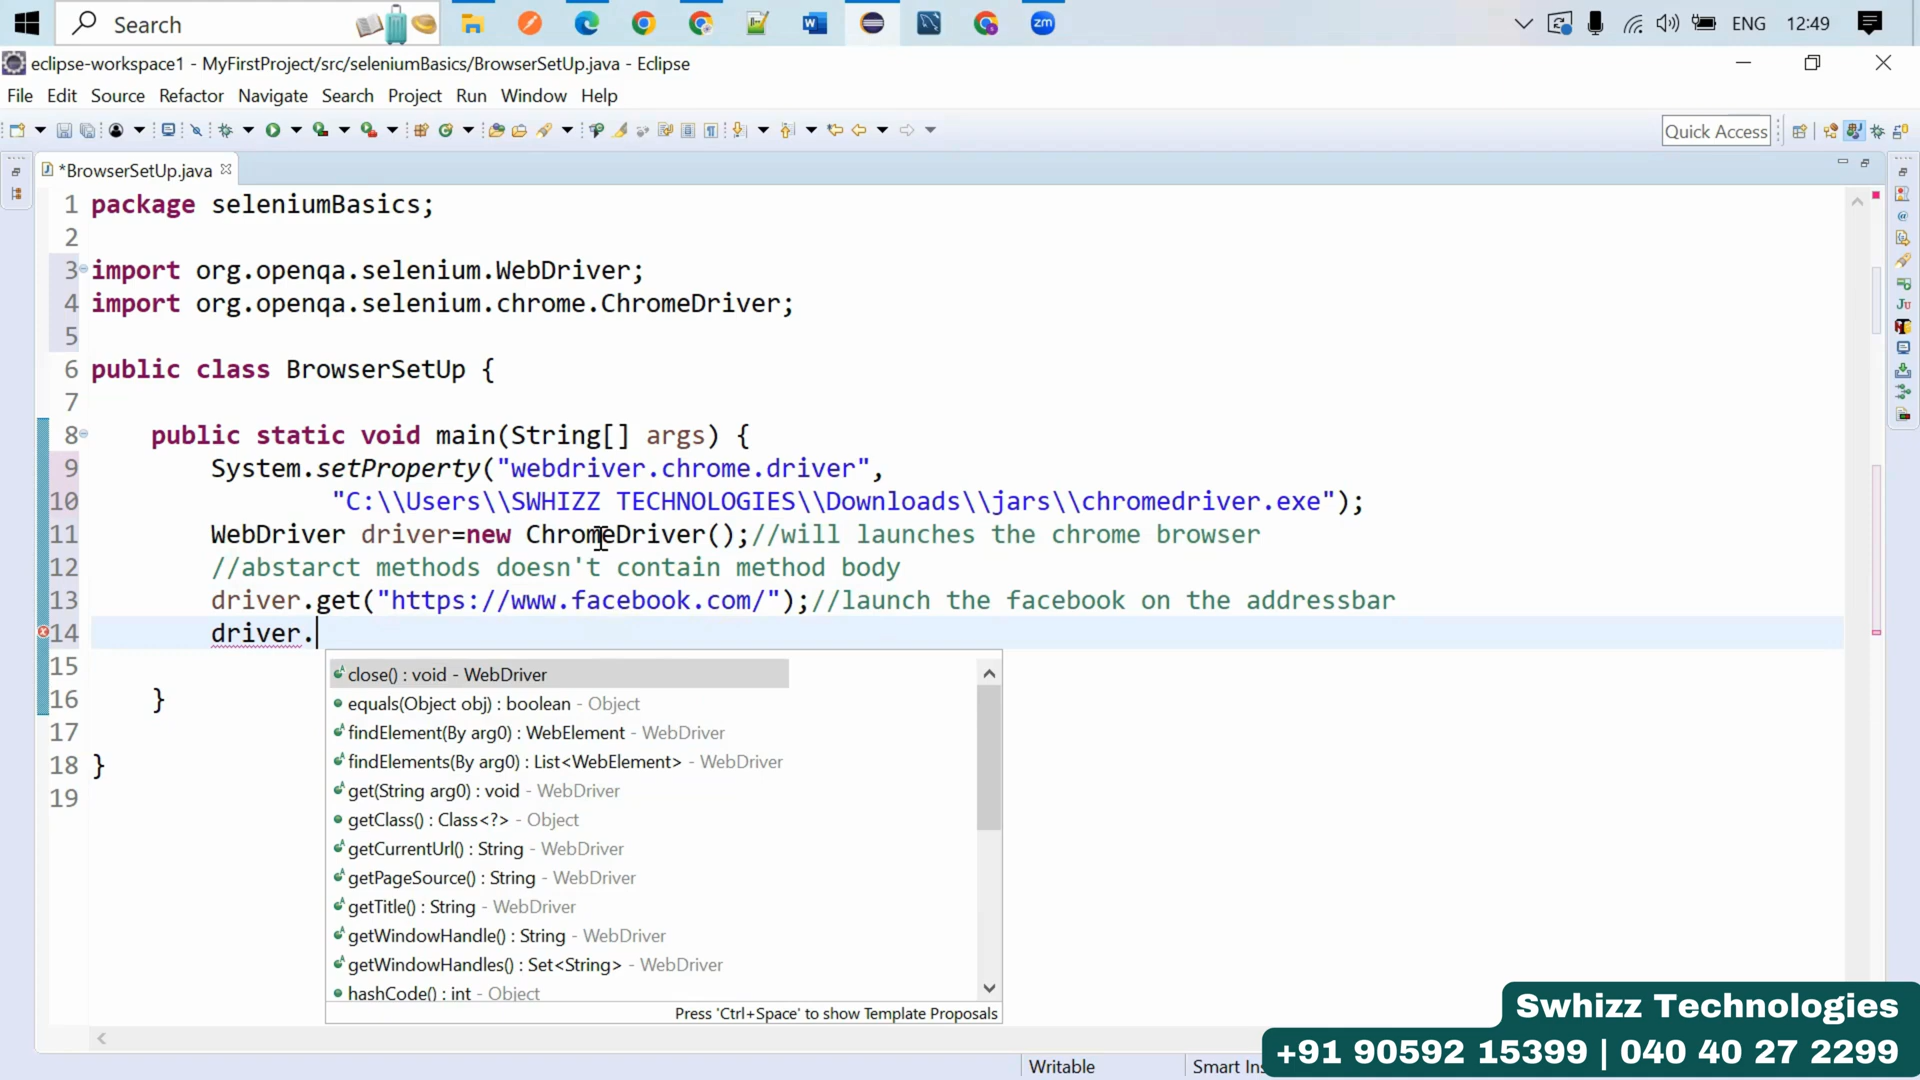 Search
ENG
12:49
eclipse-workspace1 - MyFirstProject/src/seleniumBasics/BrowserSetUp.java - Eclipse
File Edit Source Refactor Navigate Search Project Run Window Help
Quick Access
*BrowserSetUp.java
1 package seleniumBasics;
2
3 import org.openqa.selenium.WebDriver;
4 import org.openqa.selenium.chrome.ChromeDriver;
5
6 public class BrowserSetUp {
7
8 public static void main(String[] args) {
9 System.setProperty("webdriver.chrome.driver",
10 "C:\\Users\\SWHIZZ TECHNOLOGIES\\Downloads\\jars\\chromedriver.exe");
11 WebDriver driver=new ChromeDriver();//will launches the chrome browser
12 //abstarct methods doesn't contain method body
13 driver.get("https://www.facebook.com/");//launch the facebook on the addressbar
14 driver.
15
16 }
17
18 }
19
close() : void - WebDriver
equals(Object obj) : boolean - Object
findElement(By arg0) : WebElement - WebDriver
findElements(By arg0) : List<WebElement> - WebDriver
get(String arg0) : void - WebDriver
getClass() : Class<?> - Object
getCurrentUrl() : String - WebDriver
getPageSource() : String - WebDriver
getTitle() : String - WebDriver
getWindowHandle() : String - WebDriver
getWindowHandles() : Set<String> - WebDriver
hashCode() : int - Object
Press 'Ctrl+Space' to show Template Proposals
Writable
Smart Ins
Swhizz Technologies
+91 90592 15399 | 040 40 27 2299